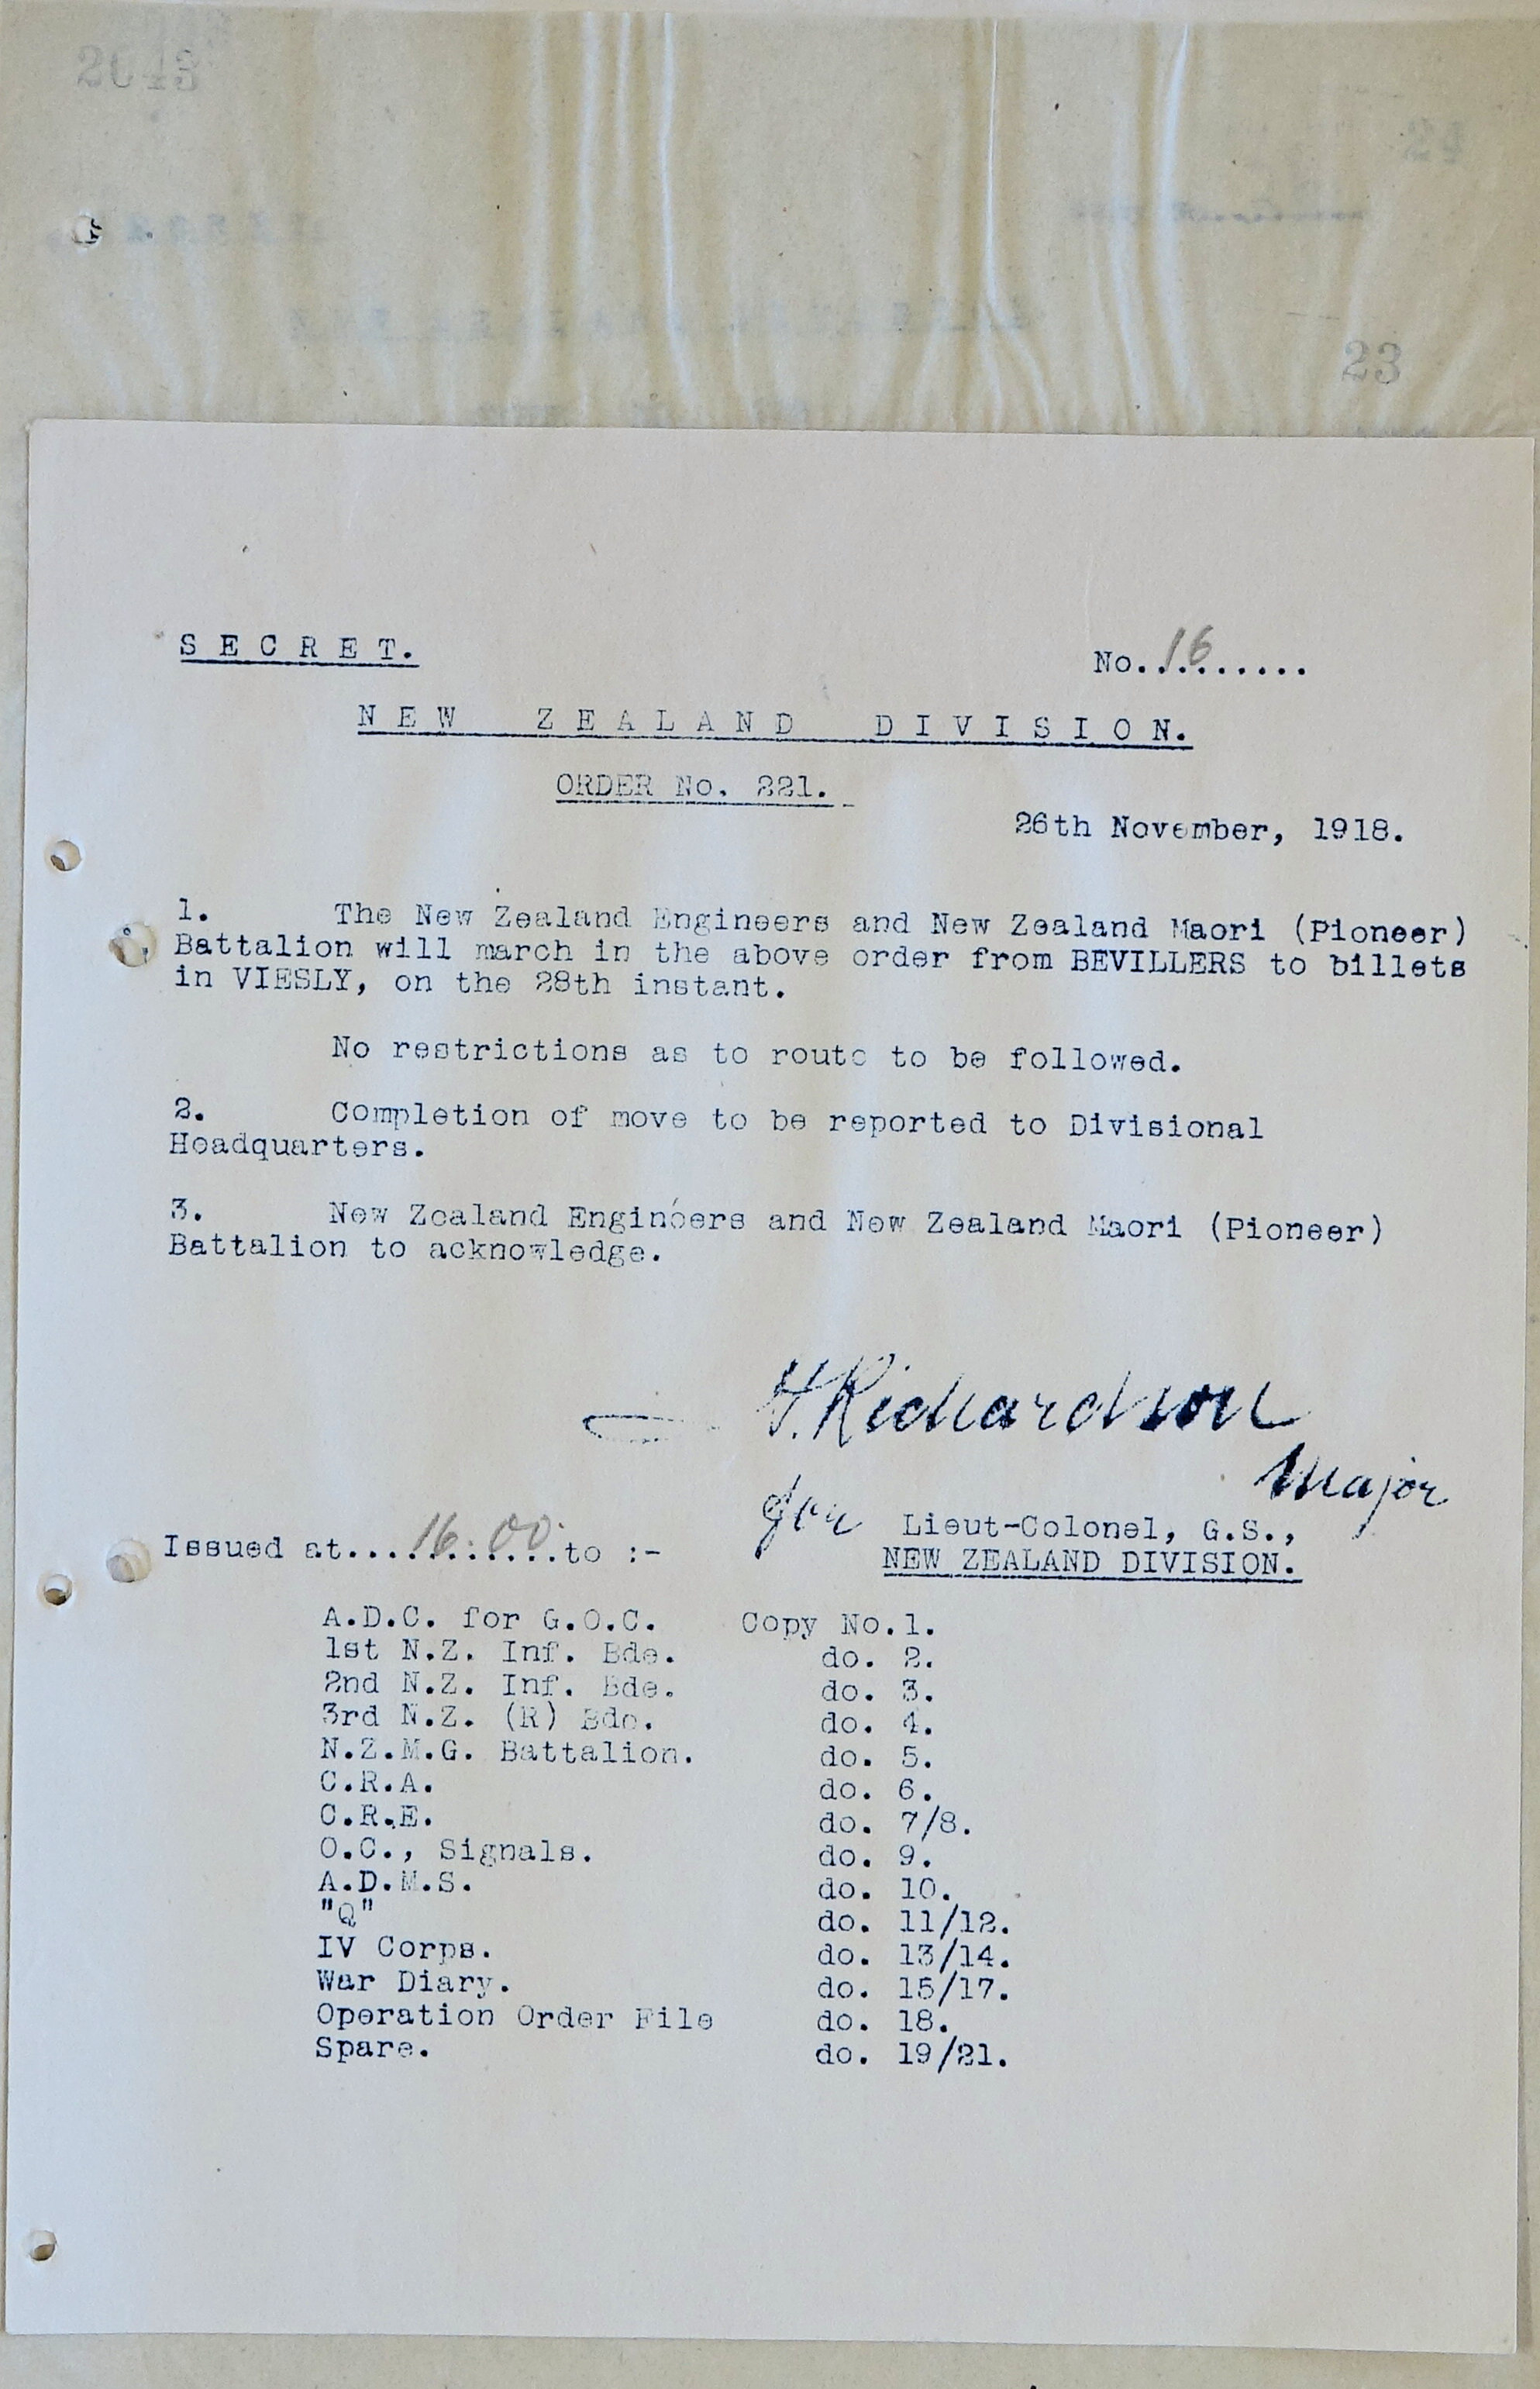 2043
24
23
SECRET.
No. 16.........
NEW ZEALAND DIVISION.
ORDER No. 221.
26th November, 1918.
1. The New Zealand Engineers and New Zealand Maori (Pioneer)
Battalion will march in the above order from BEVILLERS to billets
in VIESLY, on the 28th instant.
No restrictions as to route to be followed.
2. Completion of move to be reported to Divisional
Headquarters.
3. New Zealand Engineers and New Zealand Maori (Pioneer)
Battalion to acknowledge.
H. Richardson
Major
for Lieut-Colonel, G.S.,
NEW ZEALAND DIVISION.
Issued at....16.00....to :-
A.D.C. for G.O.C. Copy No.1.
1st N.Z. Inf. Bde. do. 2.
2nd N.Z. Inf. Bde. do. 3.
3rd N.Z. (R) Bde. do. 4.
N.Z.M.G. Battalion. do. 5.
C.R.A. do. 6.
C.R.E. do. 7/8.
O.C., Signals. do. 9.
A.D.M.S. do. 10.
"Q" do. 11/12.
IV Corps. do. 13/14.
War Diary. do. 15/17.
Operation Order File do. 18.
Spare. do. 19/21.